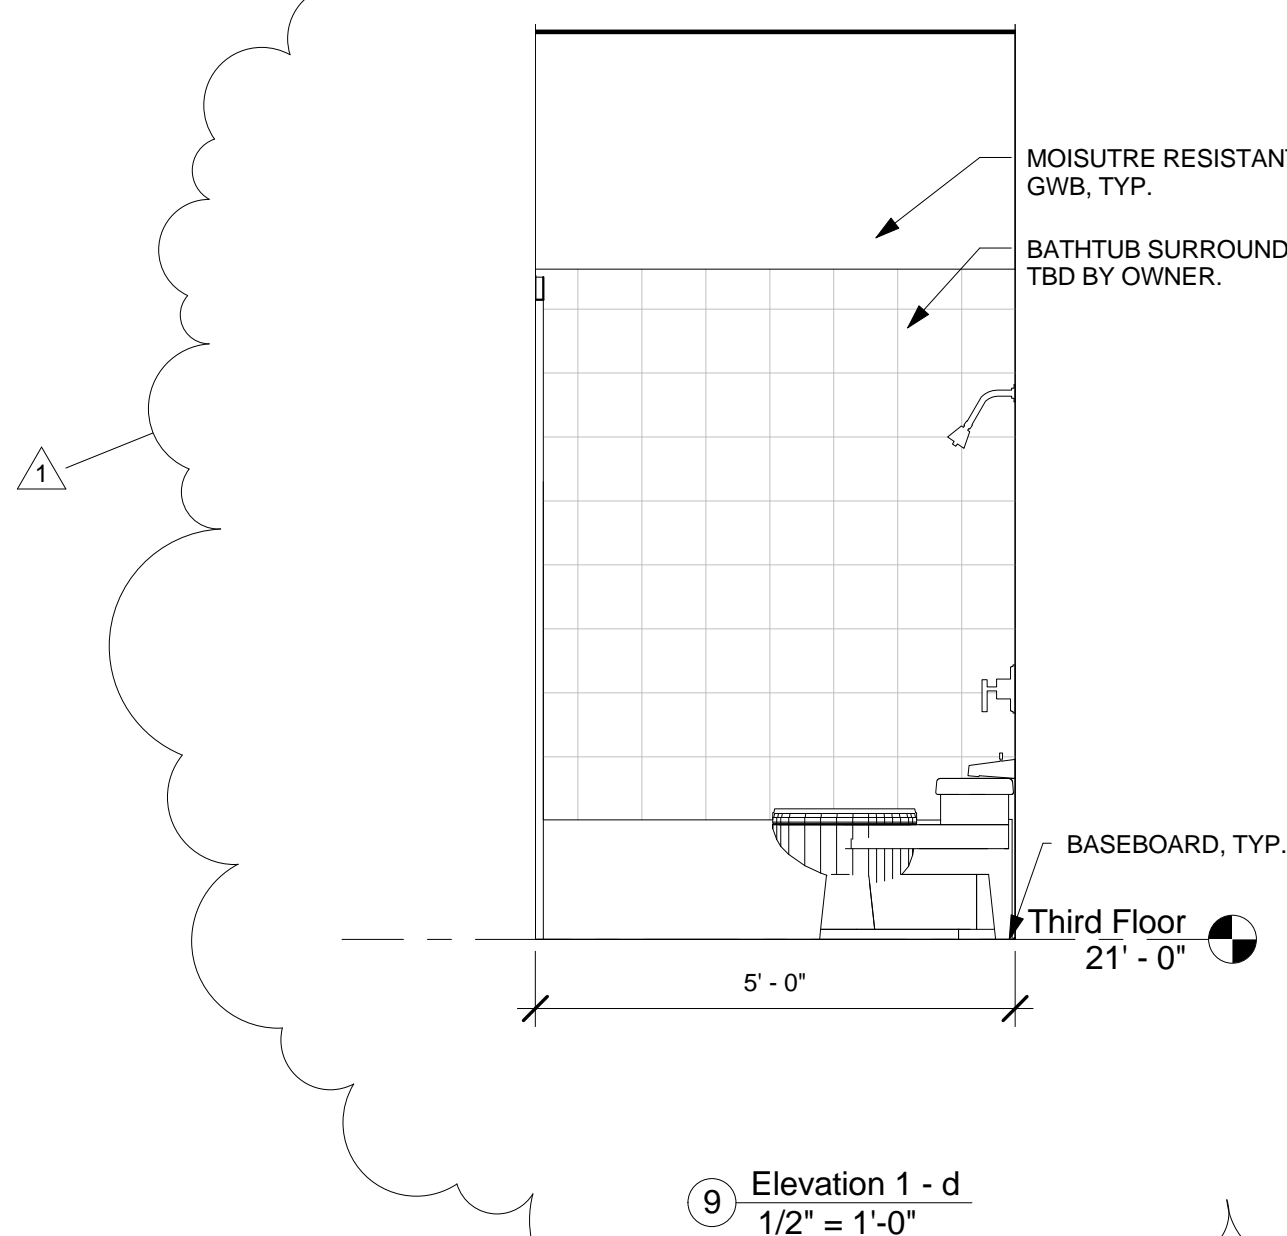 MOISUTRE RESISTANT
GWB, TYP.
BATHTUB SURROUND
TBD BY OWNER.
1
BASEBOARD, TYP.
Third Floor
21' - 0"
5' - 0"
9
Elevation 1 - d
1/2" = 1'-0"